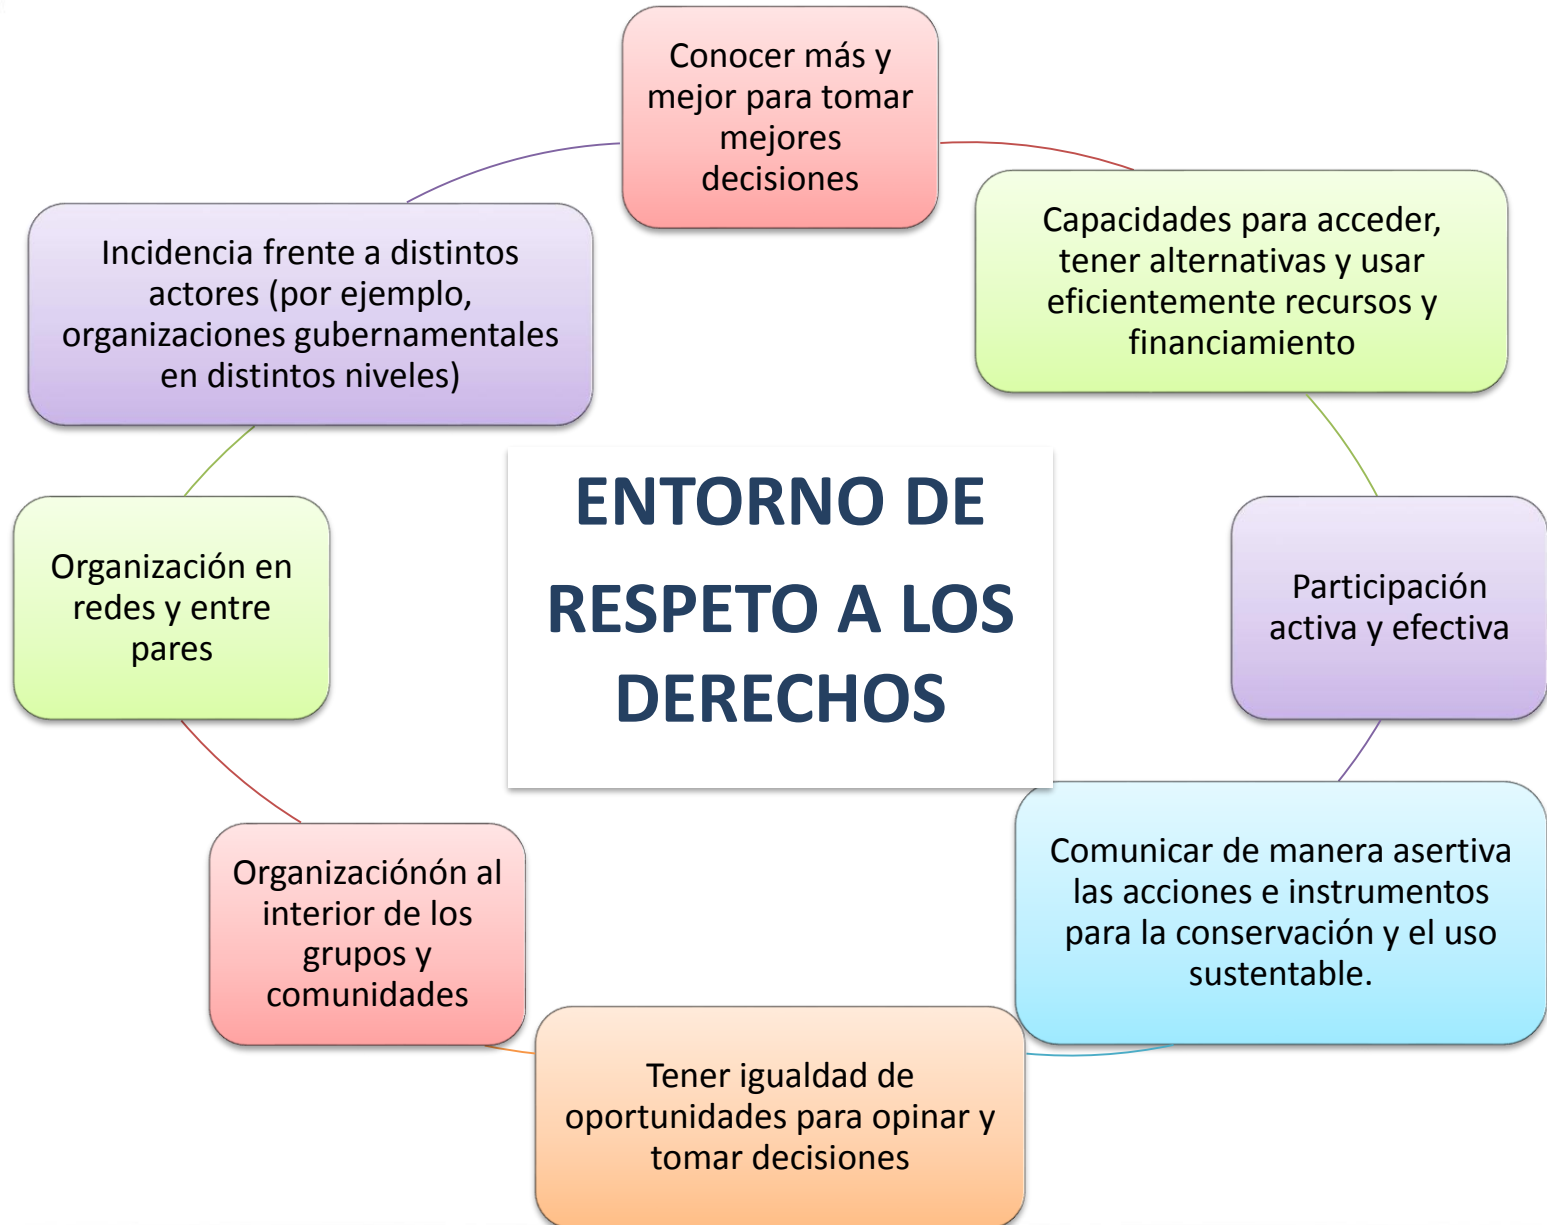 Conocer más y
mejor para tomar
mejores
decisiones
Capacidades para acceder,
tener alternativas y usar
eficientemente recursos y
financiamiento
Participación
activa y efectiva
Comunicar de manera asertiva
las acciones e instrumentos
para la conservación y el uso
sustentable.
Tener igualdad de
oportunidades para opinar y
tomar decisiones
Organizaciónón al
interior de los
grupos y
comunidades
Organización en
redes y entre
pares
Incidencia frente a distintos
actores (por ejemplo,
organizaciones gubernamentales
en distintos niveles)
ENTORNO DE
RESPETO A LOS
DERECHOS